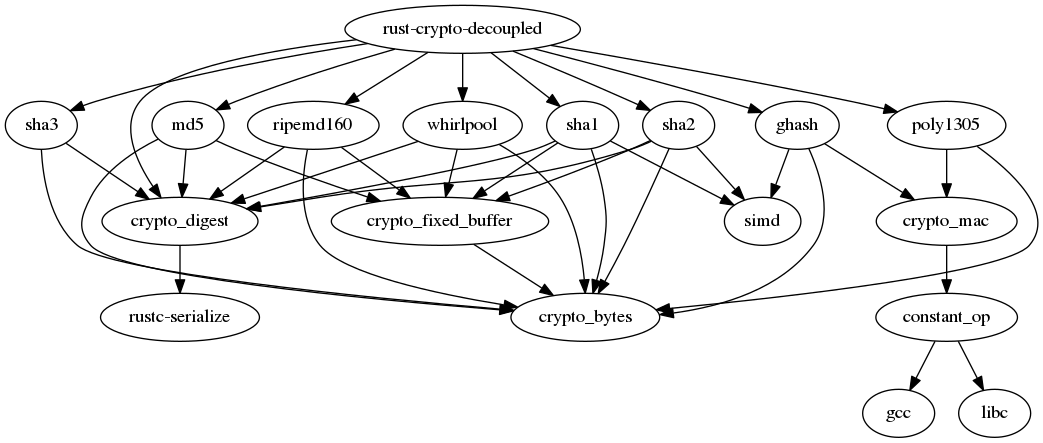 rust-crypto-decoupled
sha3
md5
ripemd160
whirlpool
sha1
sha2
ghash
poly1305
crypto_digest
crypto_fixed_buffer
simd
crypto_mac
rustc-serialize
crypto_bytes
constant_op
gcc
libc